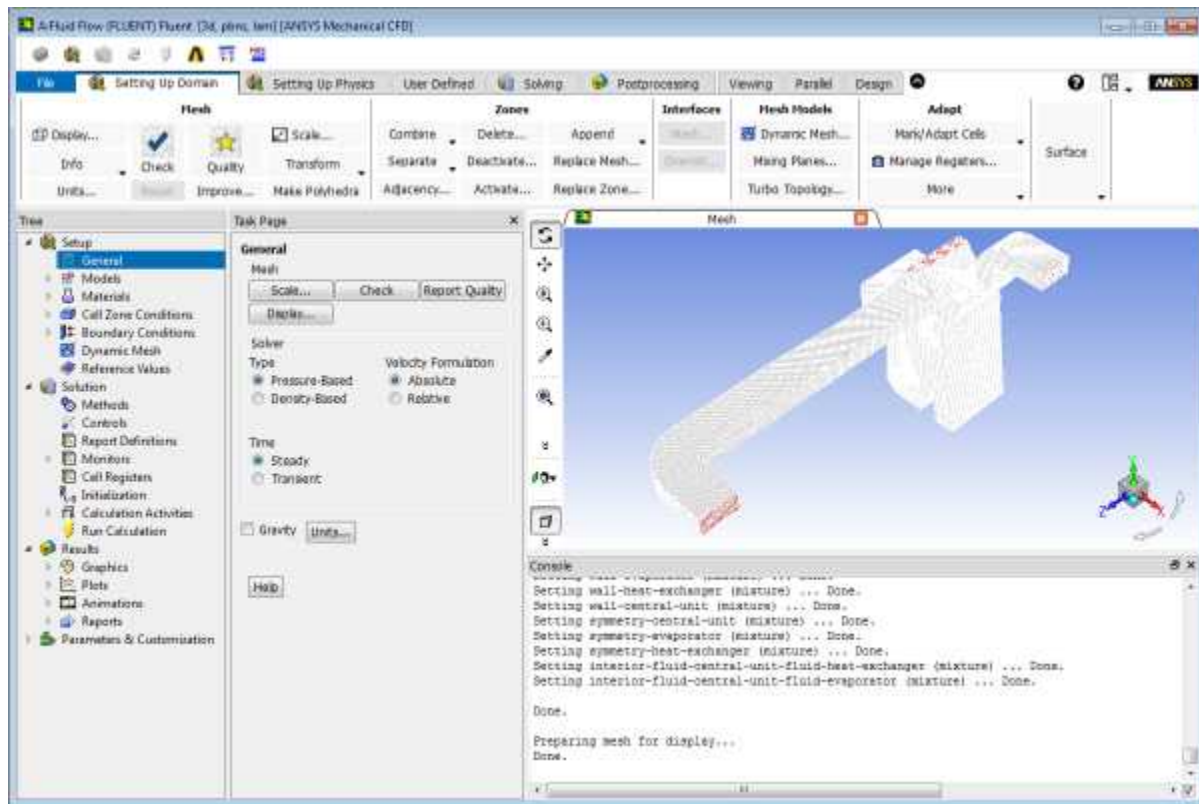 A:Fluid Flow (FLUENT) Fluent [3d, pbns, lam] [ANSYS Mechanical CFD]
File Setting Up Domain Setting Up Physics User Defined Solving Postprocessing Viewing Parallel Design ANSYS
Mesh Zones Interfaces Mesh Models Adapt
Display... Scale... Combine Delete... Append Mesh... Dynamic Mesh... Mark/Adapt Cells
Info Check Quality Transform Separate Deactivate... Replace Mesh... Mixing Planes... Manage Registers... Surface
Units... Improve... Make Polyhedra Adjacency... Activate... Replace Zone... Turbo Topology... More
Tree
Setup
General
Models
Materials
Cell Zone Conditions
Boundary Conditions
Dynamic Mesh
Reference Values
Solution
Methods
Controls
Report Definitions
Monitors
Cell Registers
Initialization
Calculation Activities
Run Calculation
Results
Graphics
Plots
Animations
Reports
Parameters & Customization
Task Page
General
Mesh
Scale... Check Report Quality
Display...
Solver
Type Velocity Formulation
Pressure-Based Absolute
Density-Based Relative
Time
Steady
Transient
Gravity Units...
Help
Mesh
Y
Z X
Console
Setting wall-heat-exchanger (mixture) ... Done.
Setting wall-central-unit (mixture) ... Done.
Setting symmetry-central-unit (mixture) ... Done.
Setting symmetry-evaporator (mixture) ... Done.
Setting symmetry-heat-exchanger (mixture) ... Done.
Setting interior-fluid-central-unit-fluid-heat-exchanger (mixture) ... Done.
Setting interior-fluid-central-unit-fluid-evaporator (mixture) ... Done.
Done.
Preparing mesh for display...
Done.